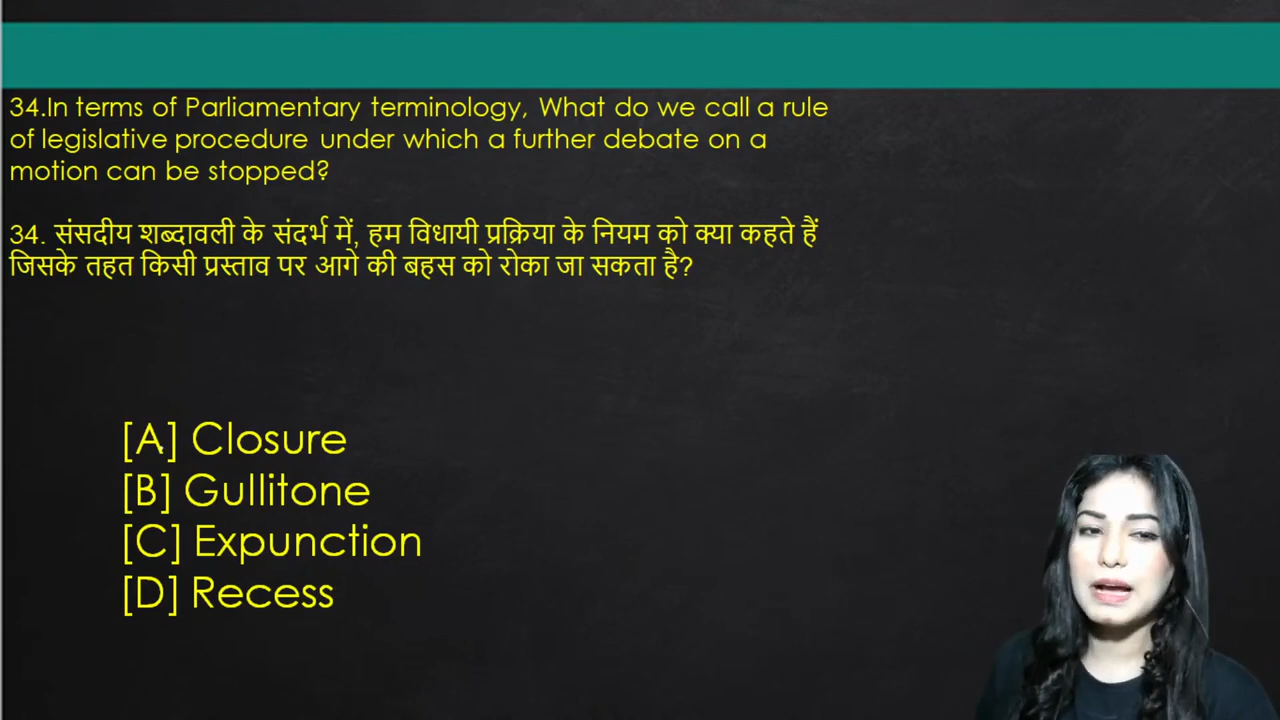 34.In terms of Parliamentary terminology, What do we call a rule
of legislative procedure under which a further debate on a
motion can be stopped?
34. संसदीय शब्दावली के संदर्भ में, हम विधायी प्रक्रिया के नियम को क्या कहते हैं
जिसके तहत किसी प्रस्ताव पर आगे की बहस को रोका जा सकता है?
[A] Closure
[B] Gullitone
[C] Expunction
[D] Recess